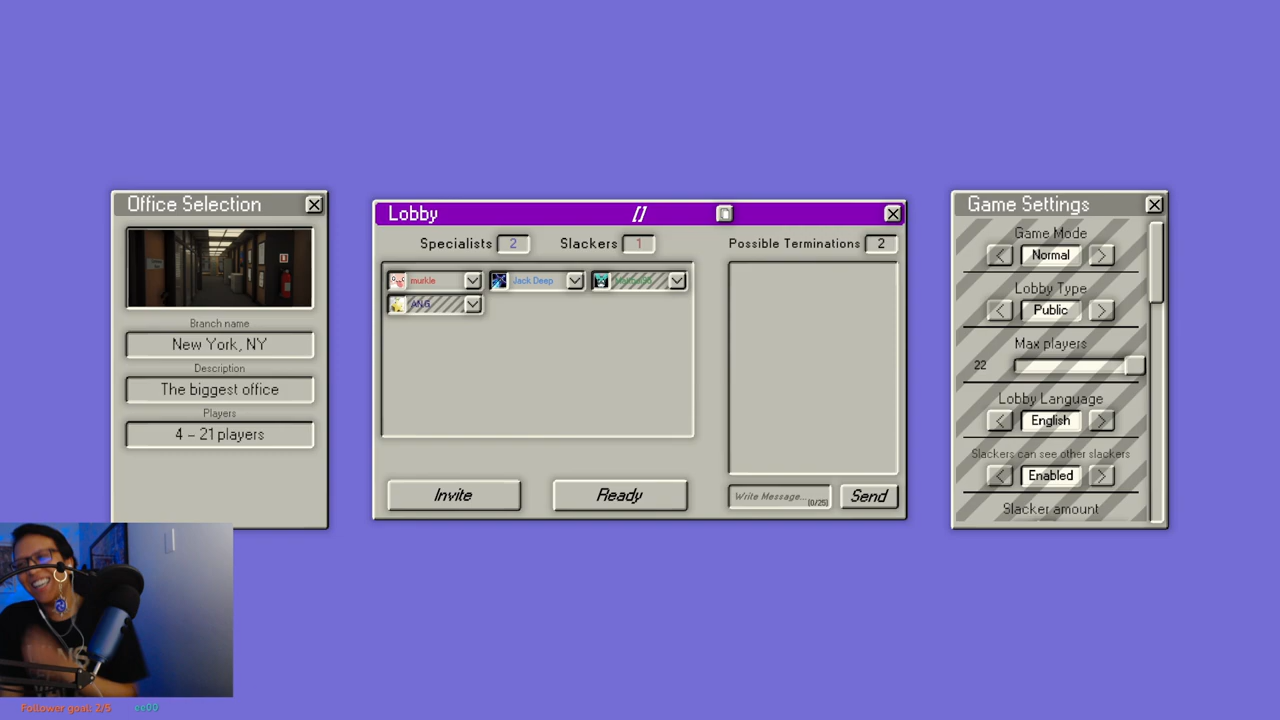 Office Selection
Branch name
New York, NY
Description
The biggest office
Players
4 - 21 players
Lobby
Specialists 2 Slackers 1
Possible Terminations 2
murkle
Jack Deep
ANG
Invite
Ready
Write Message...
(0/25)
Send
Game Settings
Game Mode
Normal
Lobby Type
Public
Max players
22
Lobby Language
English
Slackers can see other slackers
Enabled
Slacker amount
Follower goal: 2/5